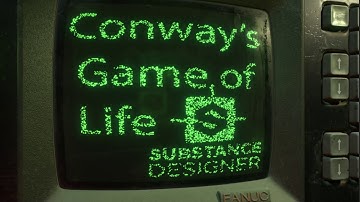 Conway's
Game of
Life
SUBSTANCE
DESIGNER
FANUC